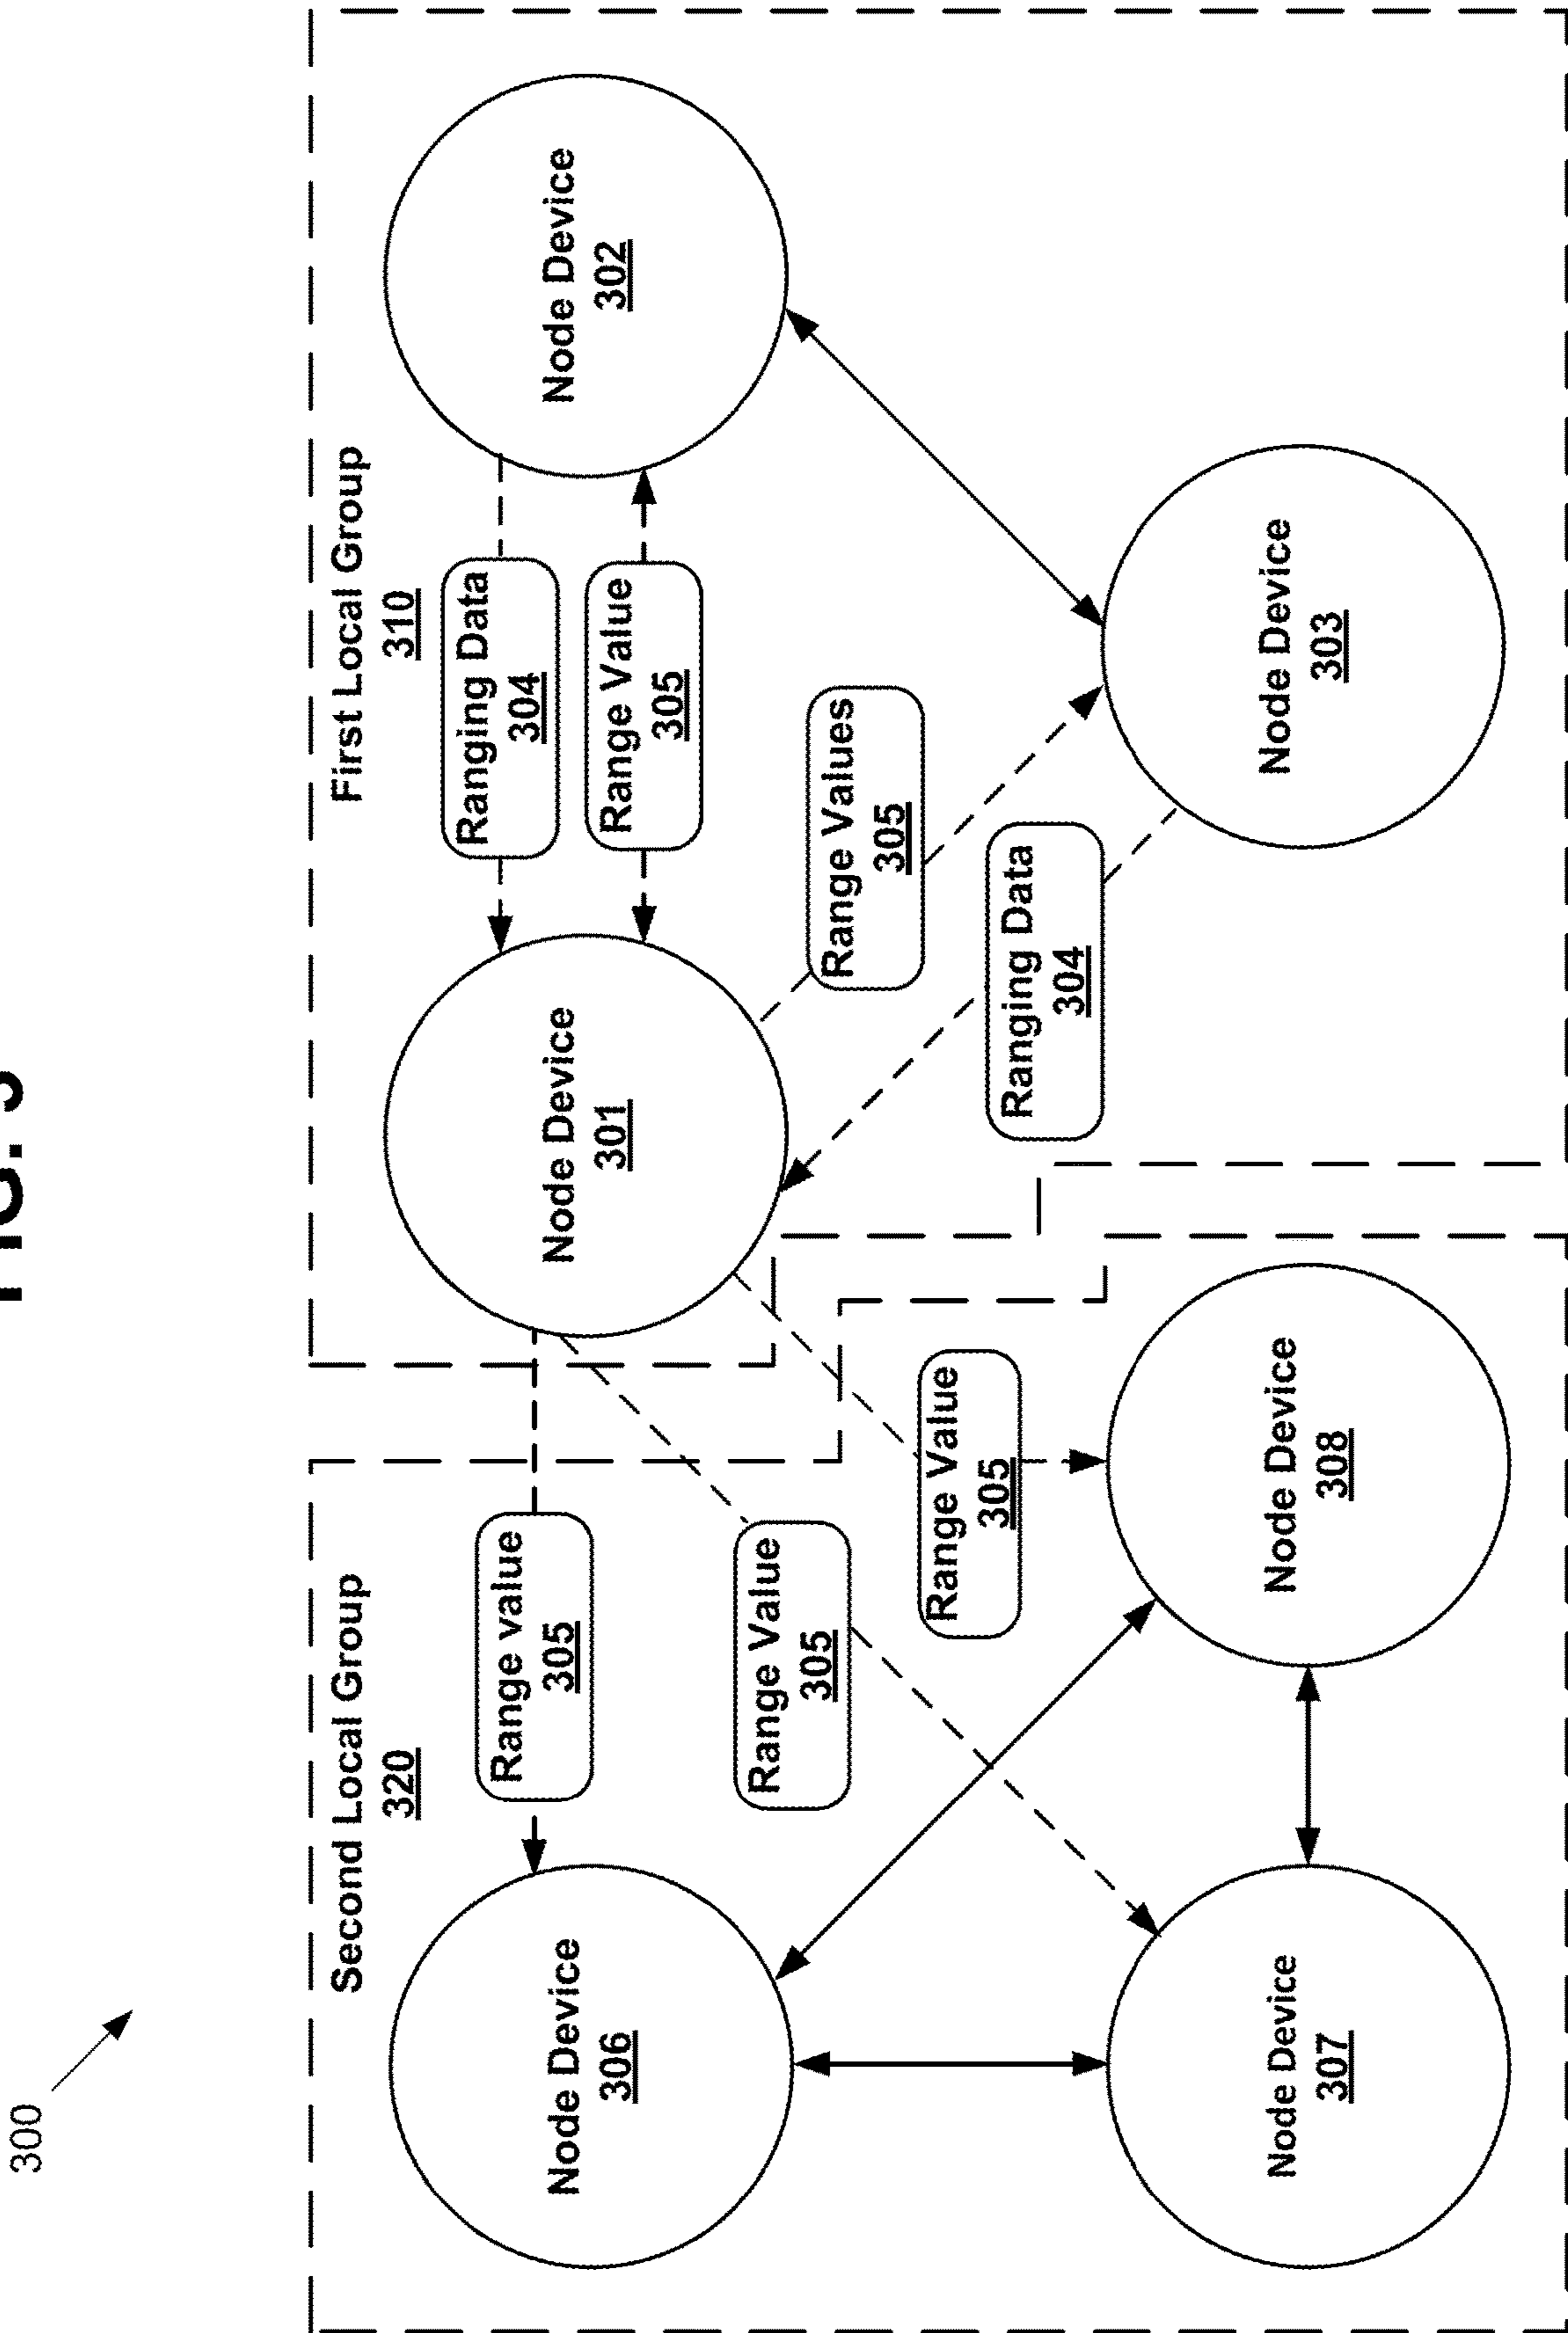 300
Second Local Group
320
First Local Group
310
Node Device
306
Range value
305
Node Device
301
Ranging Data
304
Range Value
305
Node Device
302
Range Value
305
Range Value
305
Range Values
305
Ranging Data
304
Node Device
307
Node Device
308
Node Device
303